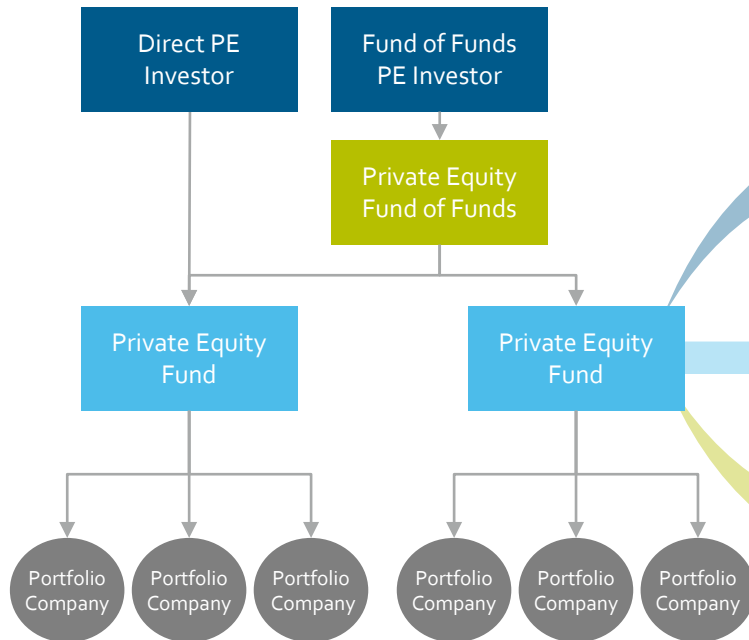 Direct PE
Investor
Fund of Funds
PE Investor
Private Equity
Fund of Funds
Private Equity
Fund
Private Equity
Fund
Portfolio
Company
Portfolio
Company
Portfolio
Company
Portfolio
Company
Portfolio
Company
Portfolio
Company